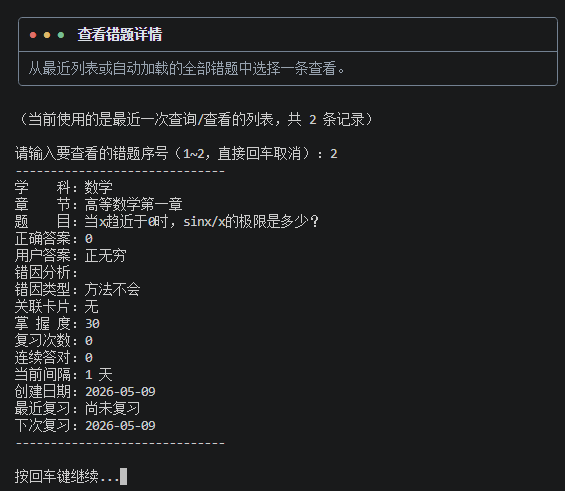 查看错题详情
从最近列表或自动加载的全部错题中选择一条查看。
（当前使用的是最近一次查询/查看的列表，共 2 条记录）
请输入要查看的错题序号（1~2，直接回车取消）：2
----------------------------
学    科：数学
章    节：高等数学第一章
题    目：当x趋近于0时，sinx/x的极限是多少？
正确答案：0
用户答案：正无穷
错因分析：
错因类型：方法不会
关联卡片：无
掌 握 度：30
复习次数：0
连续答对：0
当前间隔：1 天
创建日期：2026-05-09
最近复习：尚未复习
下次复习：2026-05-09
----------------------------
按回车键继续...